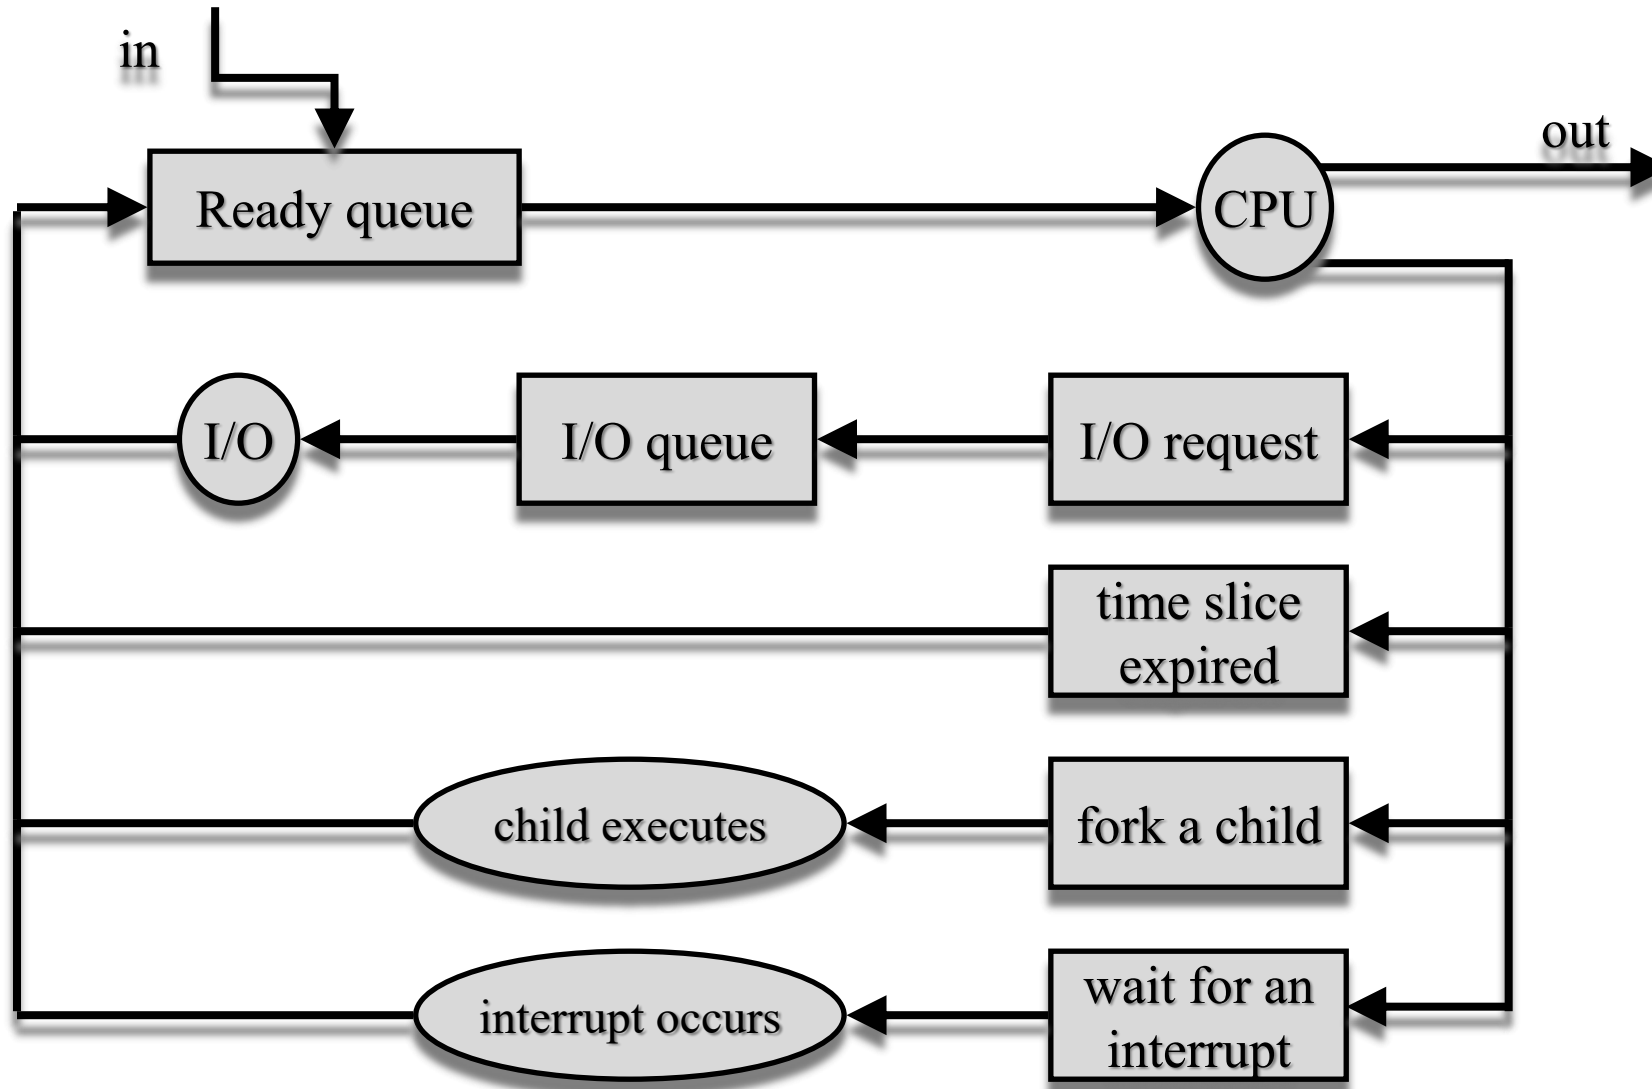 in
out
Ready queue
CPU
I/O
I/O queue
I/O request
time slice
expired
child executes
fork a child
interrupt occurs
wait for an
interrupt